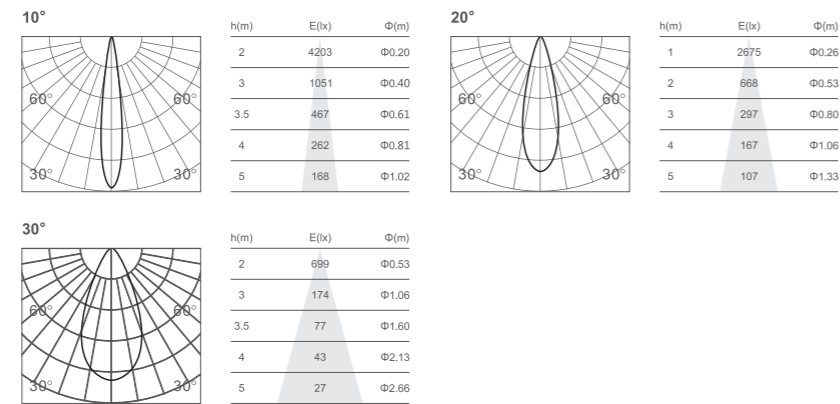 10°
60° 60°
30° 30°
h(m) E(lx) Φ(m)
2 4203 Φ0.20
3 1051 Φ0.40
3.5 467 Φ0.61
4 262 Φ0.81
5 168 Φ1.02
20°
60° 60°
30° 30°
h(m) E(lx) Φ(m)
1 2675 Φ0.26
2 668 Φ0.53
3 297 Φ0.80
4 167 Φ1.06
5 107 Φ1.33
30°
60° 60°
30° 30°
h(m) E(lx) Φ(m)
2 699 Φ0.53
3 174 Φ1.06
3.5 77 Φ1.60
4 43 Φ2.13
5 27 Φ2.66